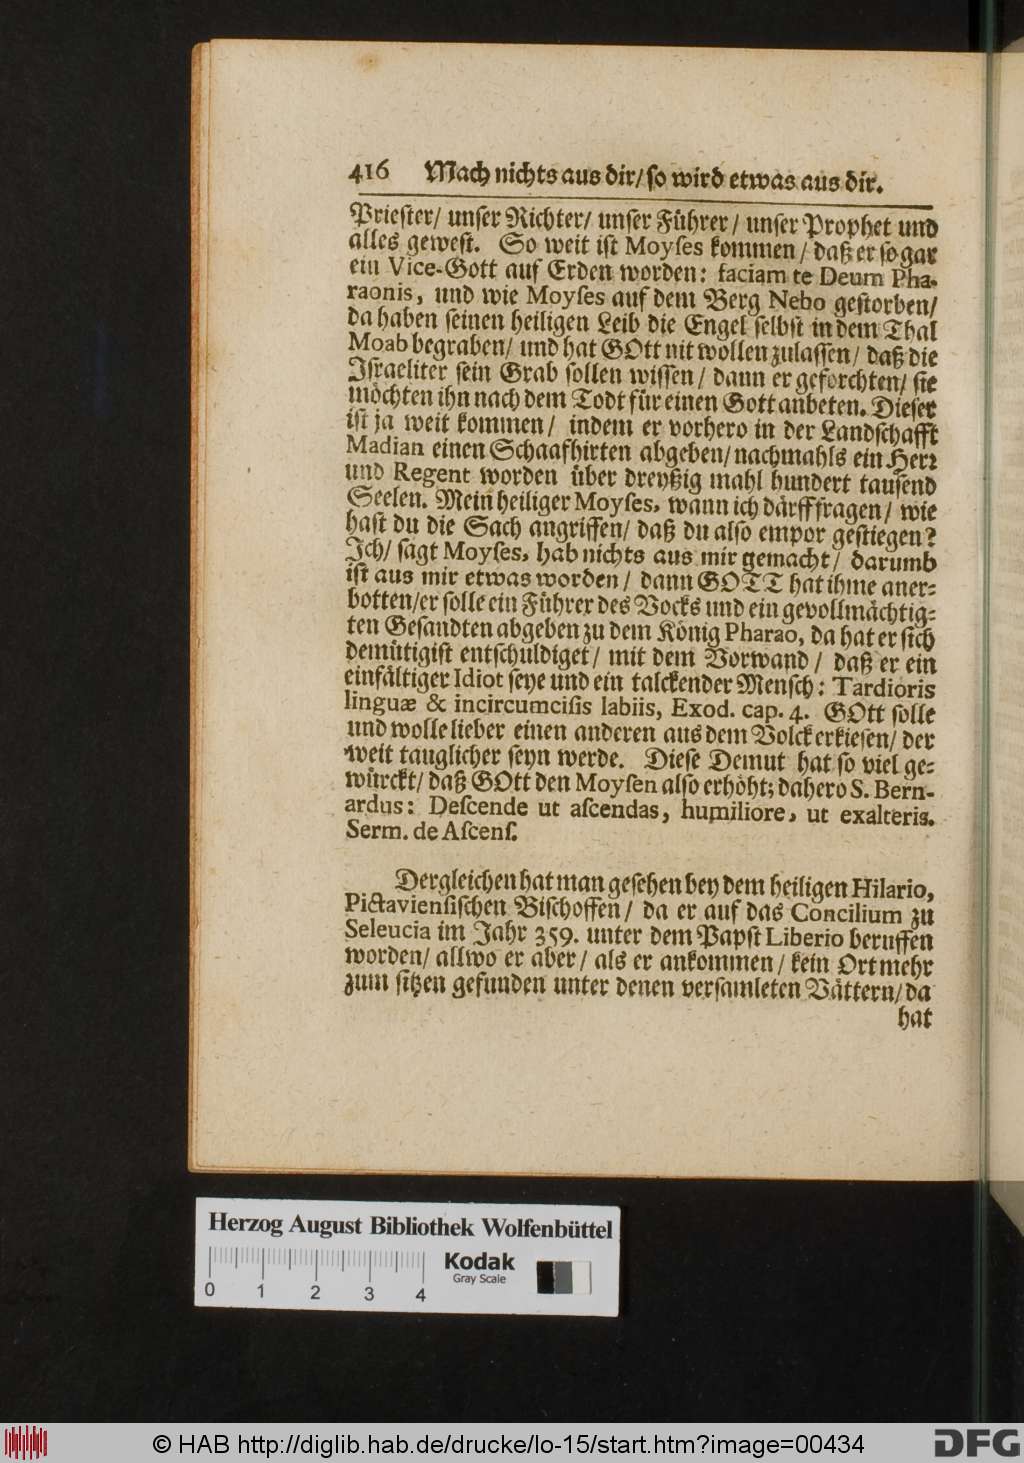 416 Mach nichts aus dir/ so wird etwas aus dir.
Priester/ unser Richter/ unser Führer/ unser Prophet und
alles gewest. So weit ist Moyses kommen/ daß er so gar
ein Vice-Gott auf Erden worden: faciam te Deum Pha-
raonis, und wie Moyses auf dem Berg Nebo gestorben/
da haben seinen heiligen Leib die Engel selbst in dem Thal
Moab begraben/ und hat GOtt nit wollen zulassen/ daß die
Israeliter sein Grab sollen wissen/ dann er geforchten/ sie
möchten ihn nach dem Todt für einen Gott anbeten. Dieser
ist ja weit kommen/ indem er vorhero in der Landschafft
Madian einen Schaafhirten abgeben/ nachmahls ein Herr
und Regent worden über dreyßig mahl hundert tausend
Seelen. Mein heiliger Moyses, wann ich därff fragen/ wie
hast du die Sach angriffen/ daß du also empor gestiegen?
Ich/ sagt Moyses, hab nichts aus mir gemacht/ darumb
ist aus mir etwas worden/ dann GOTT hat ihme aner-
botten/ er solle ein Führer des Vocks und ein gevollmächtig-
ten Gesandten abgeben zu dem König Pharao, da hat er sich
demütigist entschuldiget/ mit dem Vorwand/ daß er ein
einfältiger Idiot seye und ein talckender Mensch: Tardioris
linguæ & incircumcisis labiis, Exod. cap. 4. GOtt solle
und wolle lieber einen anderen aus dem Volck erkiesen/ der
weit tauglicher seyn werde. Diese Demut hat so viel ge-
würckt/ daß GOtt den Moysen also erhöht; dahero S. Bern-
ardus: Descende ut ascendas, humiliore, ut exalteris.
Serm. de Ascens.
Dergleichen hat man gesehen bey dem heiligen Hilario,
Pictaviensischen Bischoffen/ da er auf das Concilium zu
Seleucia im Jahr 359. unter dem Papst Liberio beruffen
worden/ allwo er aber/ als er ankommen/ kein Ort mehr
zum sitzen gefunden unter denen versamleten Vättern/ da
hat
Herzog August Bibliothek Wolfenbüttel
Kodak
Gray Scale
0 1 2 3 4
© HAB http://diglib.hab.de/drucke/lo-15/start.htm?image=00434
DFG